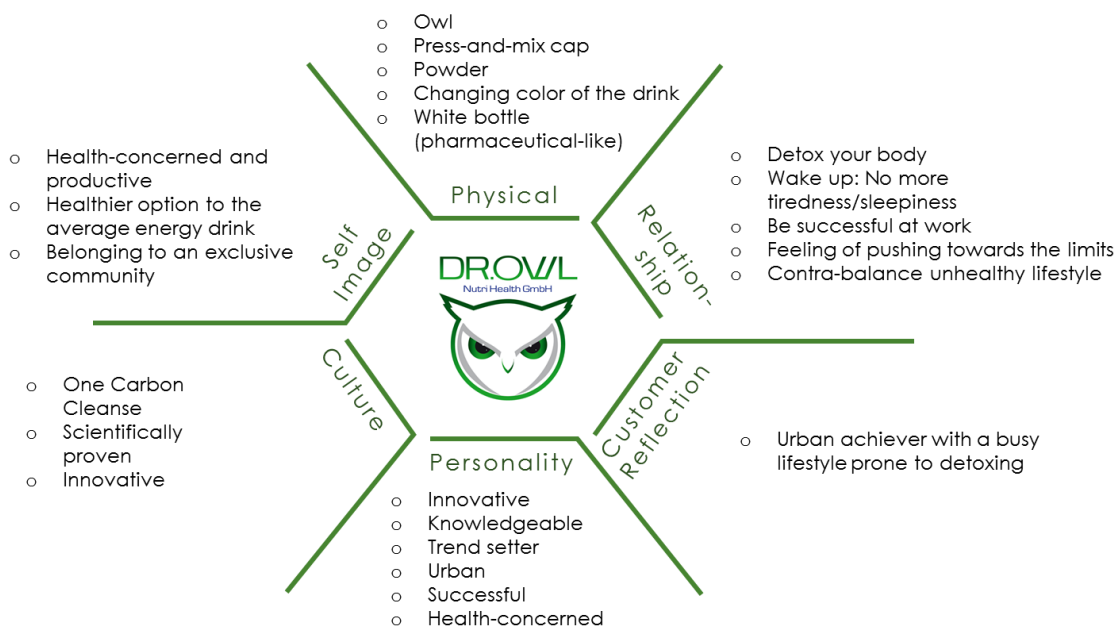 o Owl
o Press-and-mix cap
o Powder
o Changing color of the drink
o White bottle
(pharmaceutical-like)
Physical
o Health-concerned and
productive
o Healthier option to the
average energy drink
o Belonging to an exclusive
community
Self
Image
o Detox your body
o Wake up: No more
tiredness/sleepiness
o Be successful at work
o Feeling of pushing towards the limits
o Contra-balance unhealthy lifestyle
Relation-
ship
DR.OWL
Nutri Health GmbH
o One Carbon
Cleanse
o Scientifically
proven
o Innovative
Culture
Customer
Reflection
o Urban achiever with a busy
lifestyle prone to detoxing
Personality
o Innovative
o Knowledgeable
o Trend setter
o Urban
o Successful
o Health-concerned